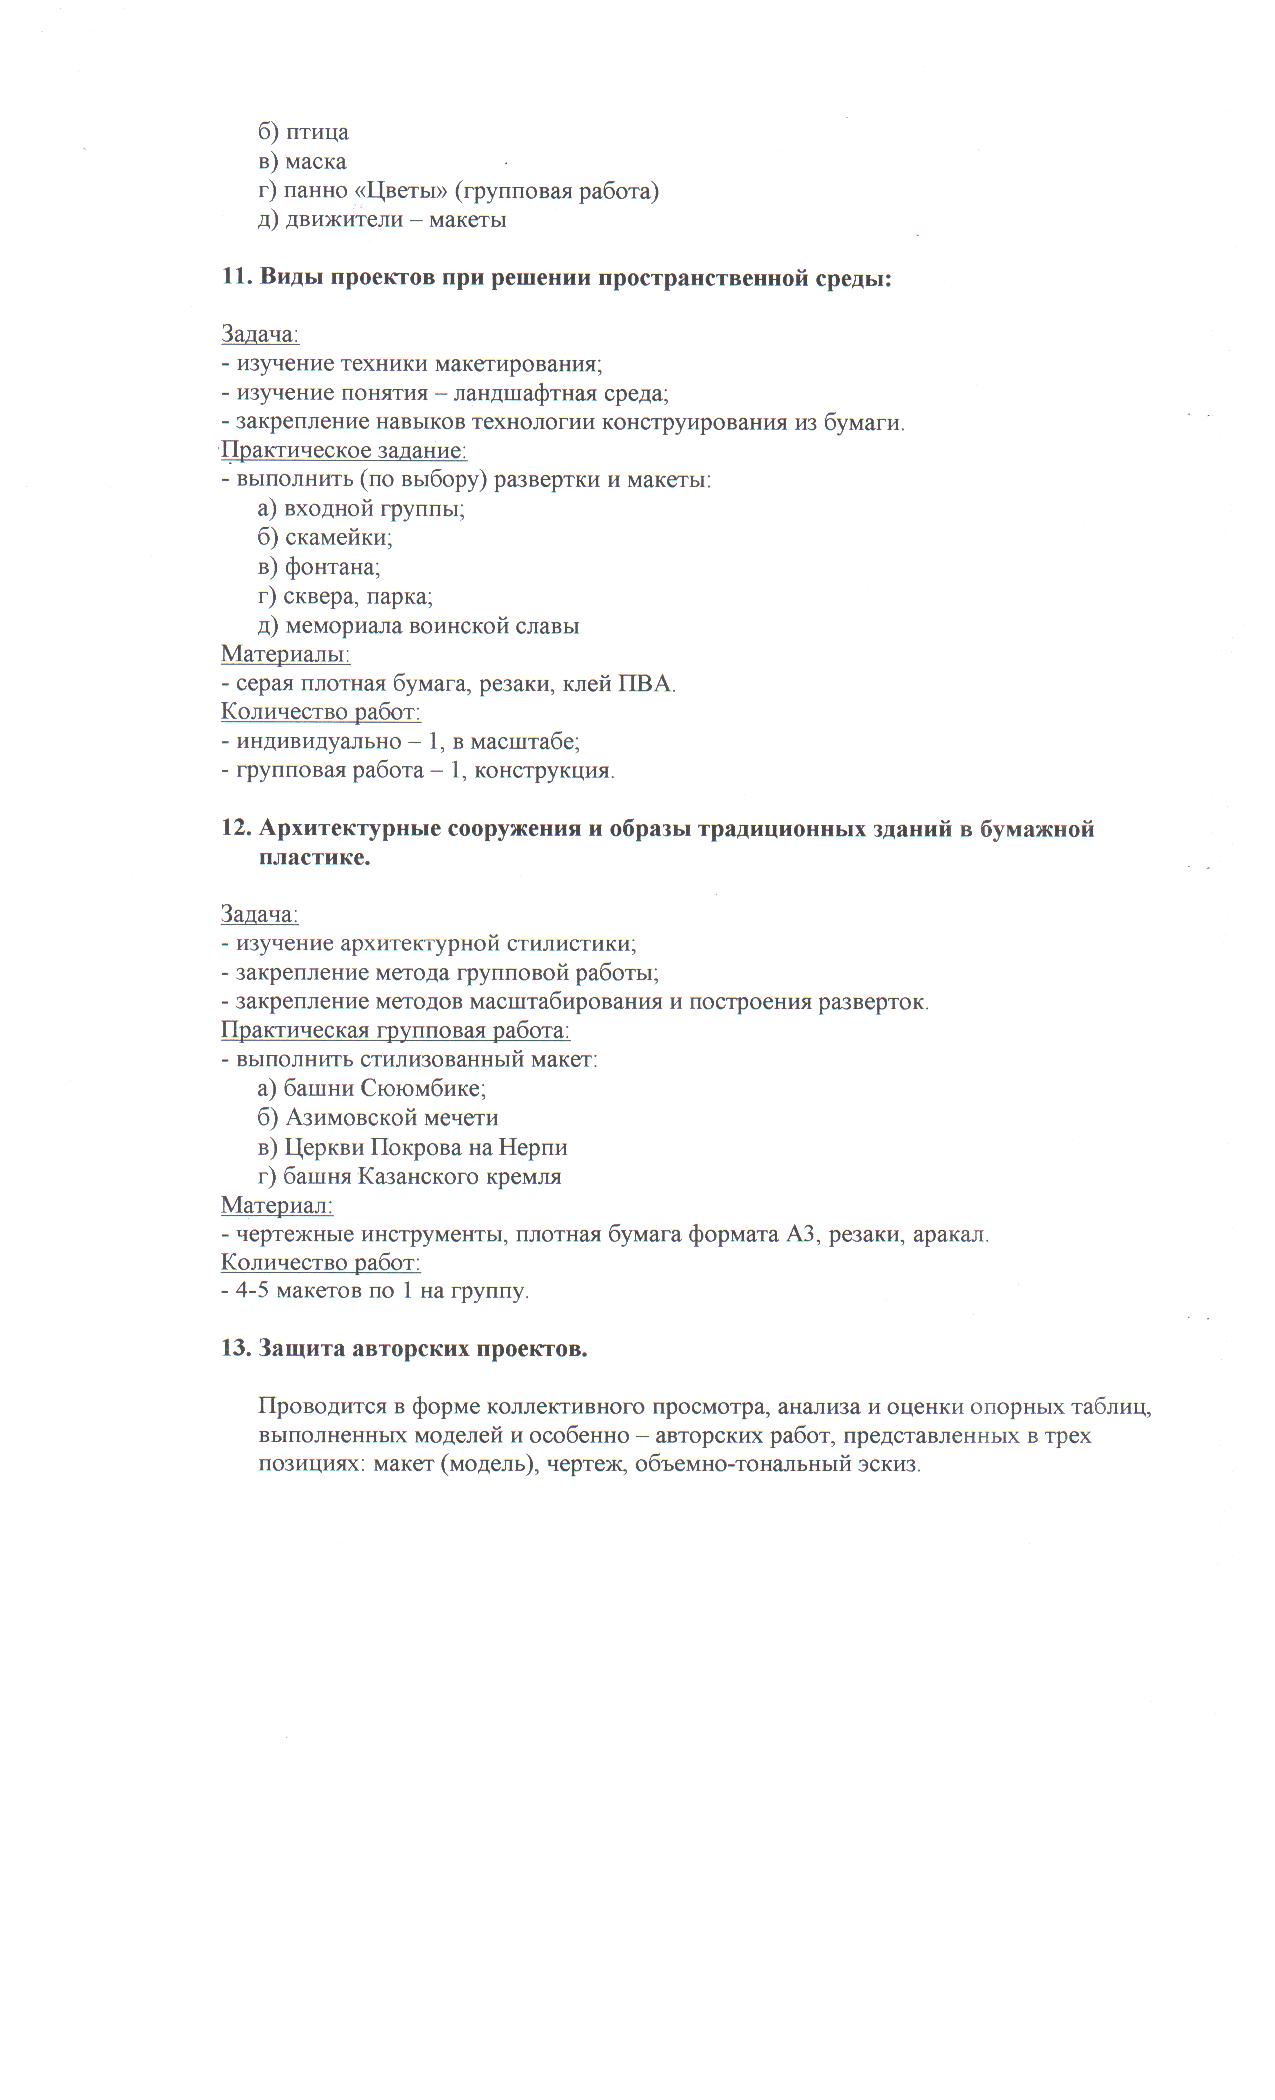 б) птица
в) маска
г) панно «Цветы» (групповая работа)
д) движители – макеты
11. Виды проектов при решении пространственной среды:
Задача:
- изучение техники макетирования;
- изучение понятия – ландшафтная среда;
- закрепление навыков технологии конструирования из бумаги.
Практическое задание:
- выполнить (по выбору) развертки и макеты:
а) входной группы;
б) скамейки;
в) фонтана;
г) сквера, парка;
д) мемориала воинской славы
Материалы:
- серая плотная бумага, резаки, клей ПВА.
Количество работ:
- индивидуально – 1, в масштабе;
- групповая работа – 1, конструкция.
12. Архитектурные сооружения и образы традиционных зданий в бумажной
пластике.
Задача:
- изучение архитектурной стилистики;
- закрепление метода групповой работы;
- закрепление методов масштабирования и построения разверток.
Практическая групповая работа:
- выполнить стилизованный макет:
а) башни Сююмбике;
б) Азимовской мечети
в) Церкви Покрова на Нерпи
г) башня Казанского кремля
Материал:
- чертежные инструменты, плотная бумага формата А3, резаки, аракал.
Количество работ:
- 4-5 макетов по 1 на группу.
13. Защита авторских проектов.
Проводится в форме коллективного просмотра, анализа и оценки опорных таблиц,
выполненных моделей и особенно – авторских работ, представленных в трех
позициях: макет (модель), чертеж, объемно-тональный эскиз.